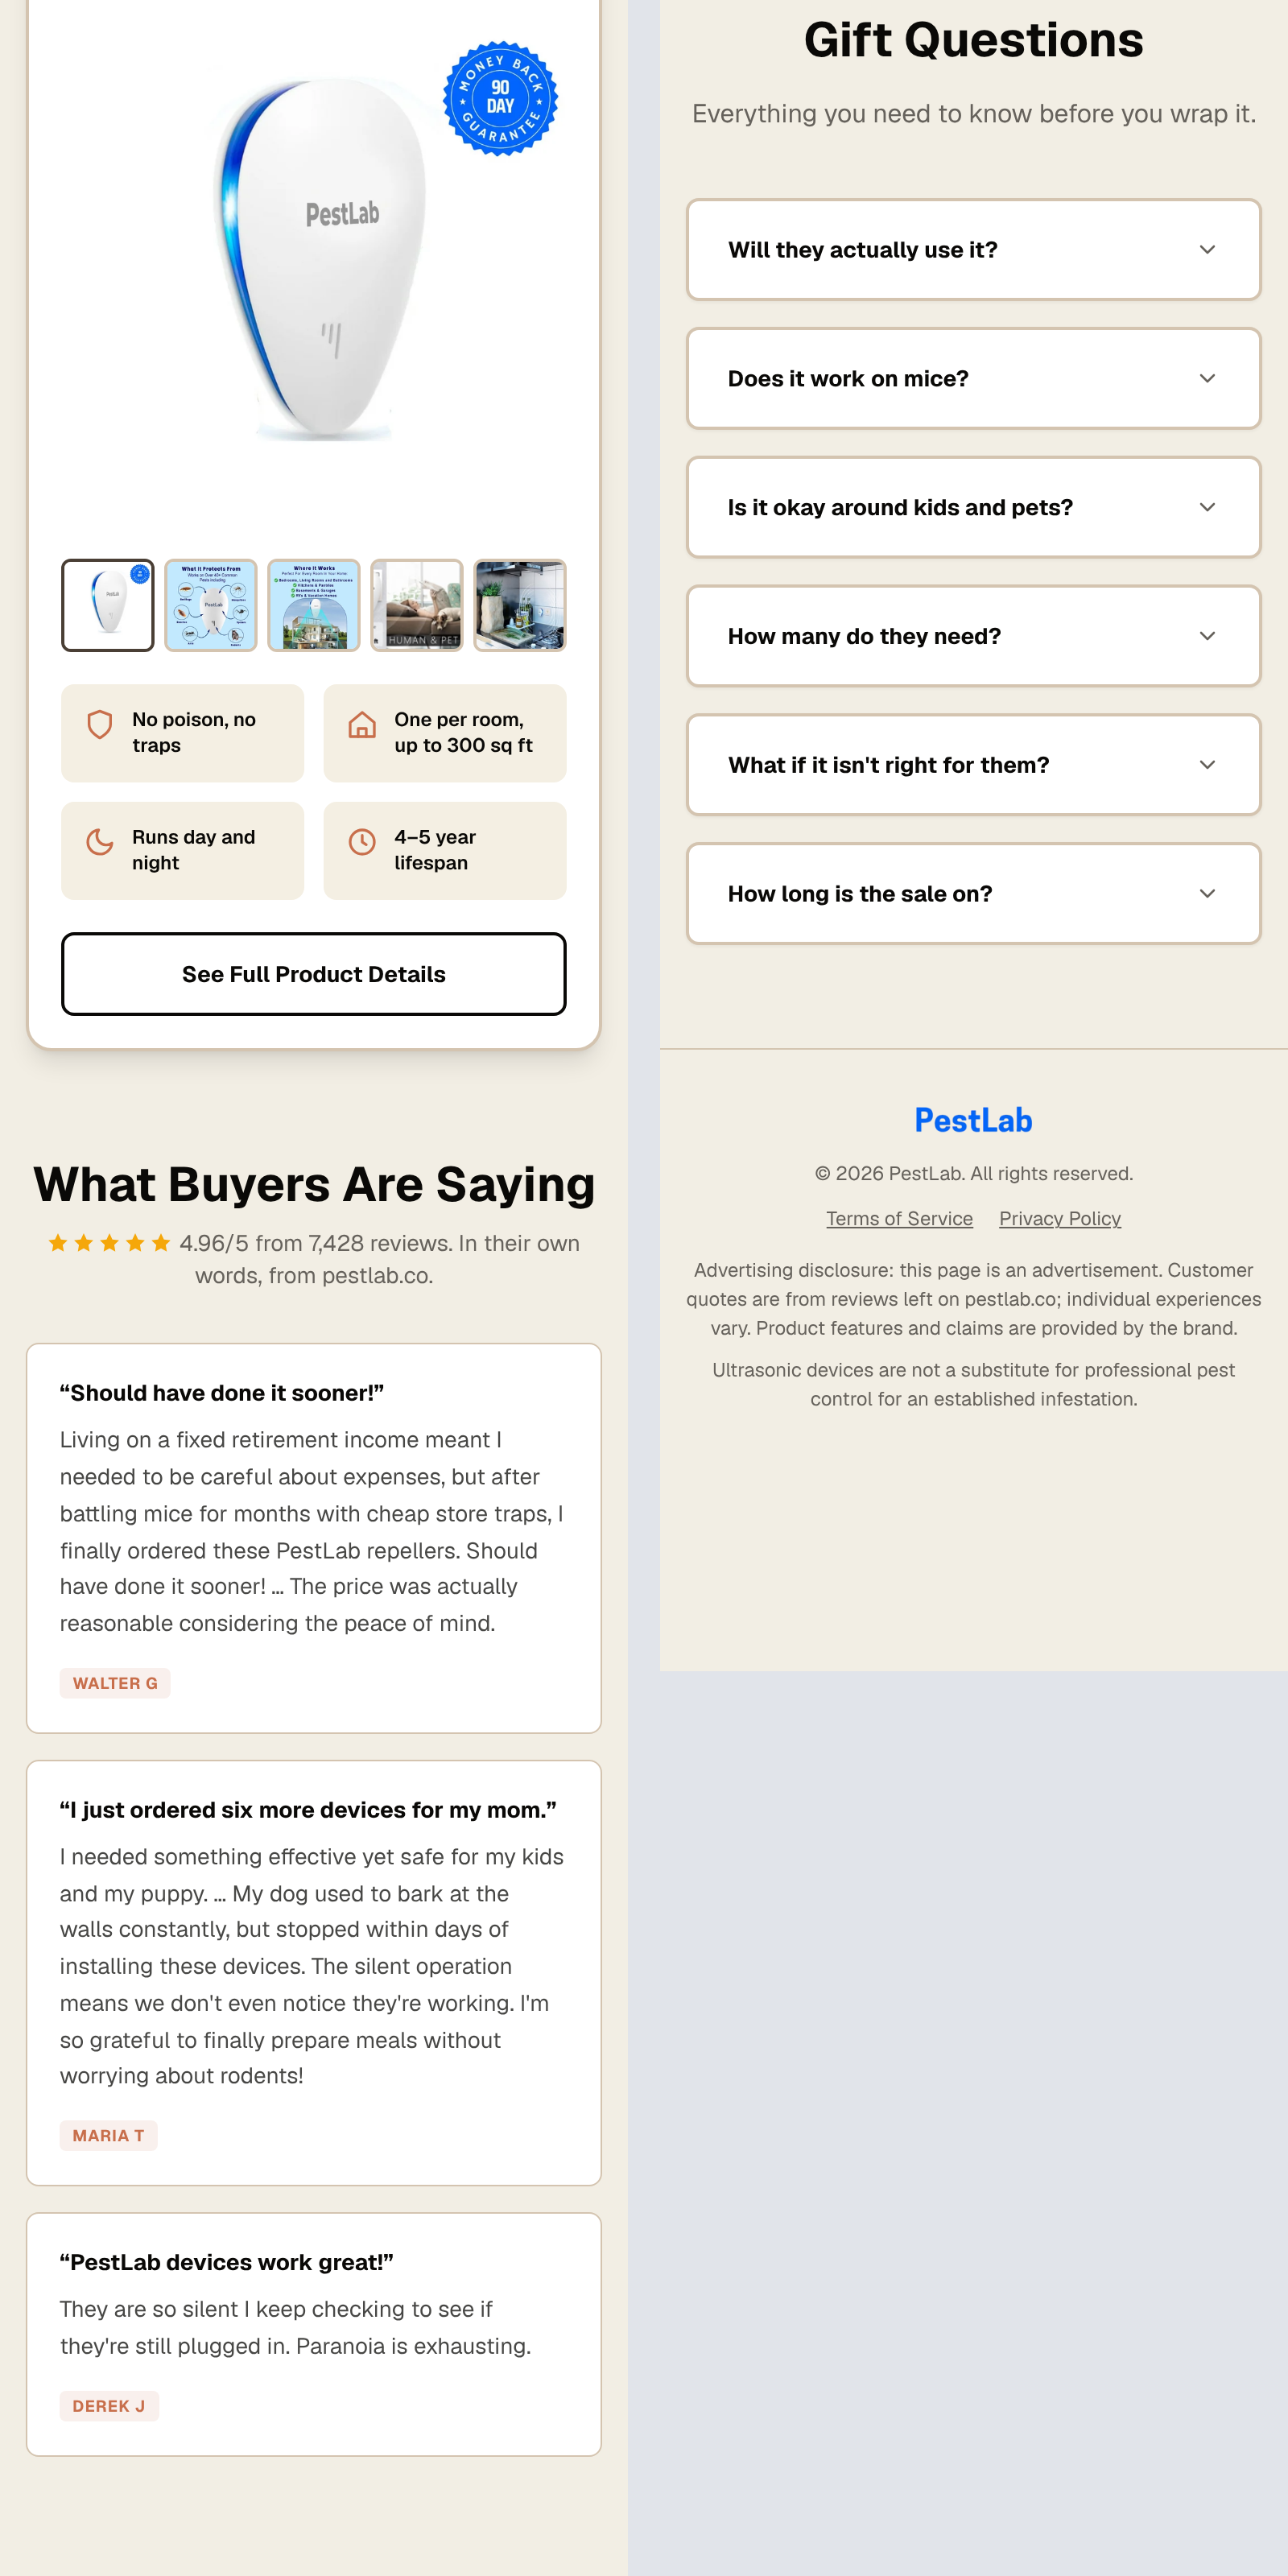 MONEY BACK
90
DAY
GUARANTEE
PestLab
What It Protects From
Where It Works
HUMAN & PET
No poison, no
traps
One per room,
up to 300 sq ft
Runs day and
night
4–5 year
lifespan
See Full Product Details
What Buyers Are Saying
4.96/5 from 7,428 reviews. In their own
words, from pestlab.co.
“Should have done it sooner!”
Living on a fixed retirement income meant I
needed to be careful about expenses, but after
battling mice for months with cheap store traps, I
finally ordered these PestLab repellers. Should
have done it sooner! ... The price was actually
reasonable considering the peace of mind.
WALTER G
“I just ordered six more devices for my mom.”
I needed something effective yet safe for my kids
and my puppy. ... My dog used to bark at the
walls constantly, but stopped within days of
installing these devices. The silent operation
means we don't even notice they're working. I'm
so grateful to finally prepare meals without
worrying about rodents!
MARIA T
“PestLab devices work great!”
They are so silent I keep checking to see if
they're still plugged in. Paranoia is exhausting.
DEREK J
Gift Questions
Everything you need to know before you wrap it.
Will they actually use it?
Does it work on mice?
Is it okay around kids and pets?
How many do they need?
What if it isn't right for them?
How long is the sale on?
PestLab
© 2026 PestLab. All rights reserved.
Terms of Service Privacy Policy
Advertising disclosure: this page is an advertisement. Customer
quotes are from reviews left on pestlab.co; individual experiences
vary. Product features and claims are provided by the brand.
Ultrasonic devices are not a substitute for professional pest
control for an established infestation.